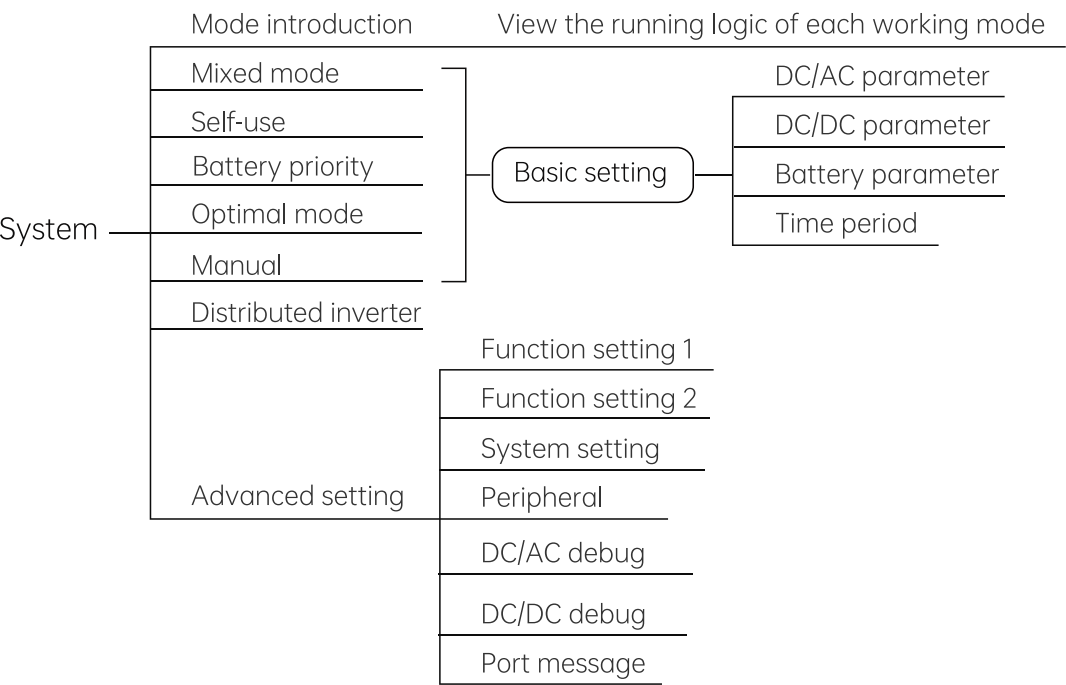 Mode introduction View the running logic of each working mode
Mixed mode
Self-use
Battery priority
Optimal mode
Manual
Distributed inverter
System
Basic setting
DC/AC parameter
DC/DC parameter
Battery parameter
Time period
Advanced setting
Function setting 1
Function setting 2
System setting
Peripheral
DC/AC debug
DC/DC debug
Port message